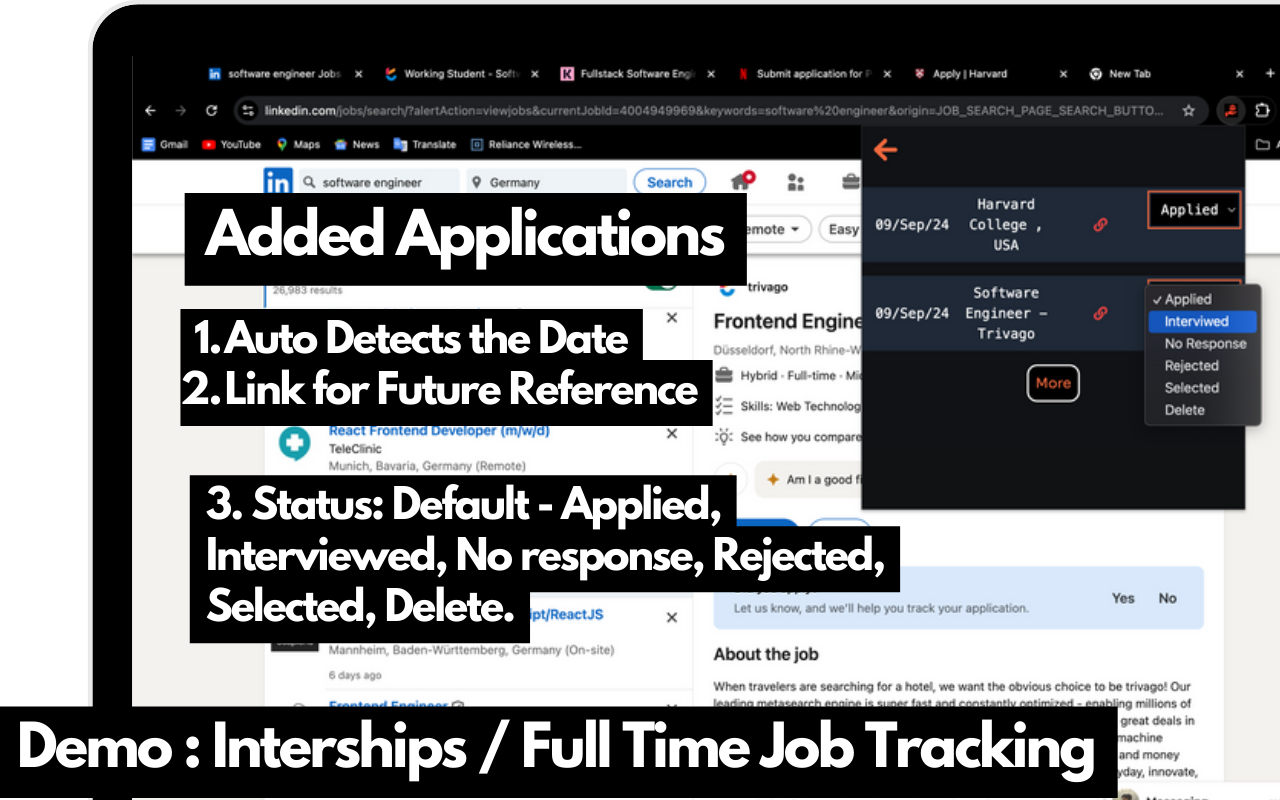 software engineer Jobs
Working Student - Softw
Fullstack Software Engi
Submit application for P
Apply | Harvard
New Tab
linkedin.com/jobs/search/?alertAction=viewjobs&currentJobId=4004949969&keywords=software%20engineer&origin=JOB_SEARCH_PAGE_SEARCH_BUTTO...
Gmail
YouTube
Maps
News
Translate
Reliance Wireless...
in
software engineer
Germany
Search
Added Applications
emote
Easy
26,983 results
1. Auto Detects the Date
2. Link for Future Reference
React Frontend Developer (m/w/d)
TeleClinic
Munich, Bavaria, Germany (Remote)
3. Status: Default - Applied,
Interviewed, No response, Rejected,
Selected, Delete.
ipt/ReactJS
Mannheim, Baden-Württemberg, Germany (On-site)
6 days ago
Frontend Engineer
trivago
Frontend Engine
Düsseldorf, North Rhine-W
Hybrid · Full-time · Mi
Skills: Web Technolog
See how you compare
Am I a good fi
Let us know, and we'll help you track your application.
Yes
No
About the job
When travelers are searching for a hotel, we want the obvious choice to be trivago! Our
leading metasearch engine is super fast and constantly optimized - enabling millions of
great deals in
machine
and money
yday, innovate,
Messaging
09/Sep/24
Harvard
College ,
USA
Applied
09/Sep/24
Software
Engineer –
Trivago
✓ Applied
Interviwed
No Response
Rejected
Selected
Delete
More
Demo : Interships / Full Time Job Tracking